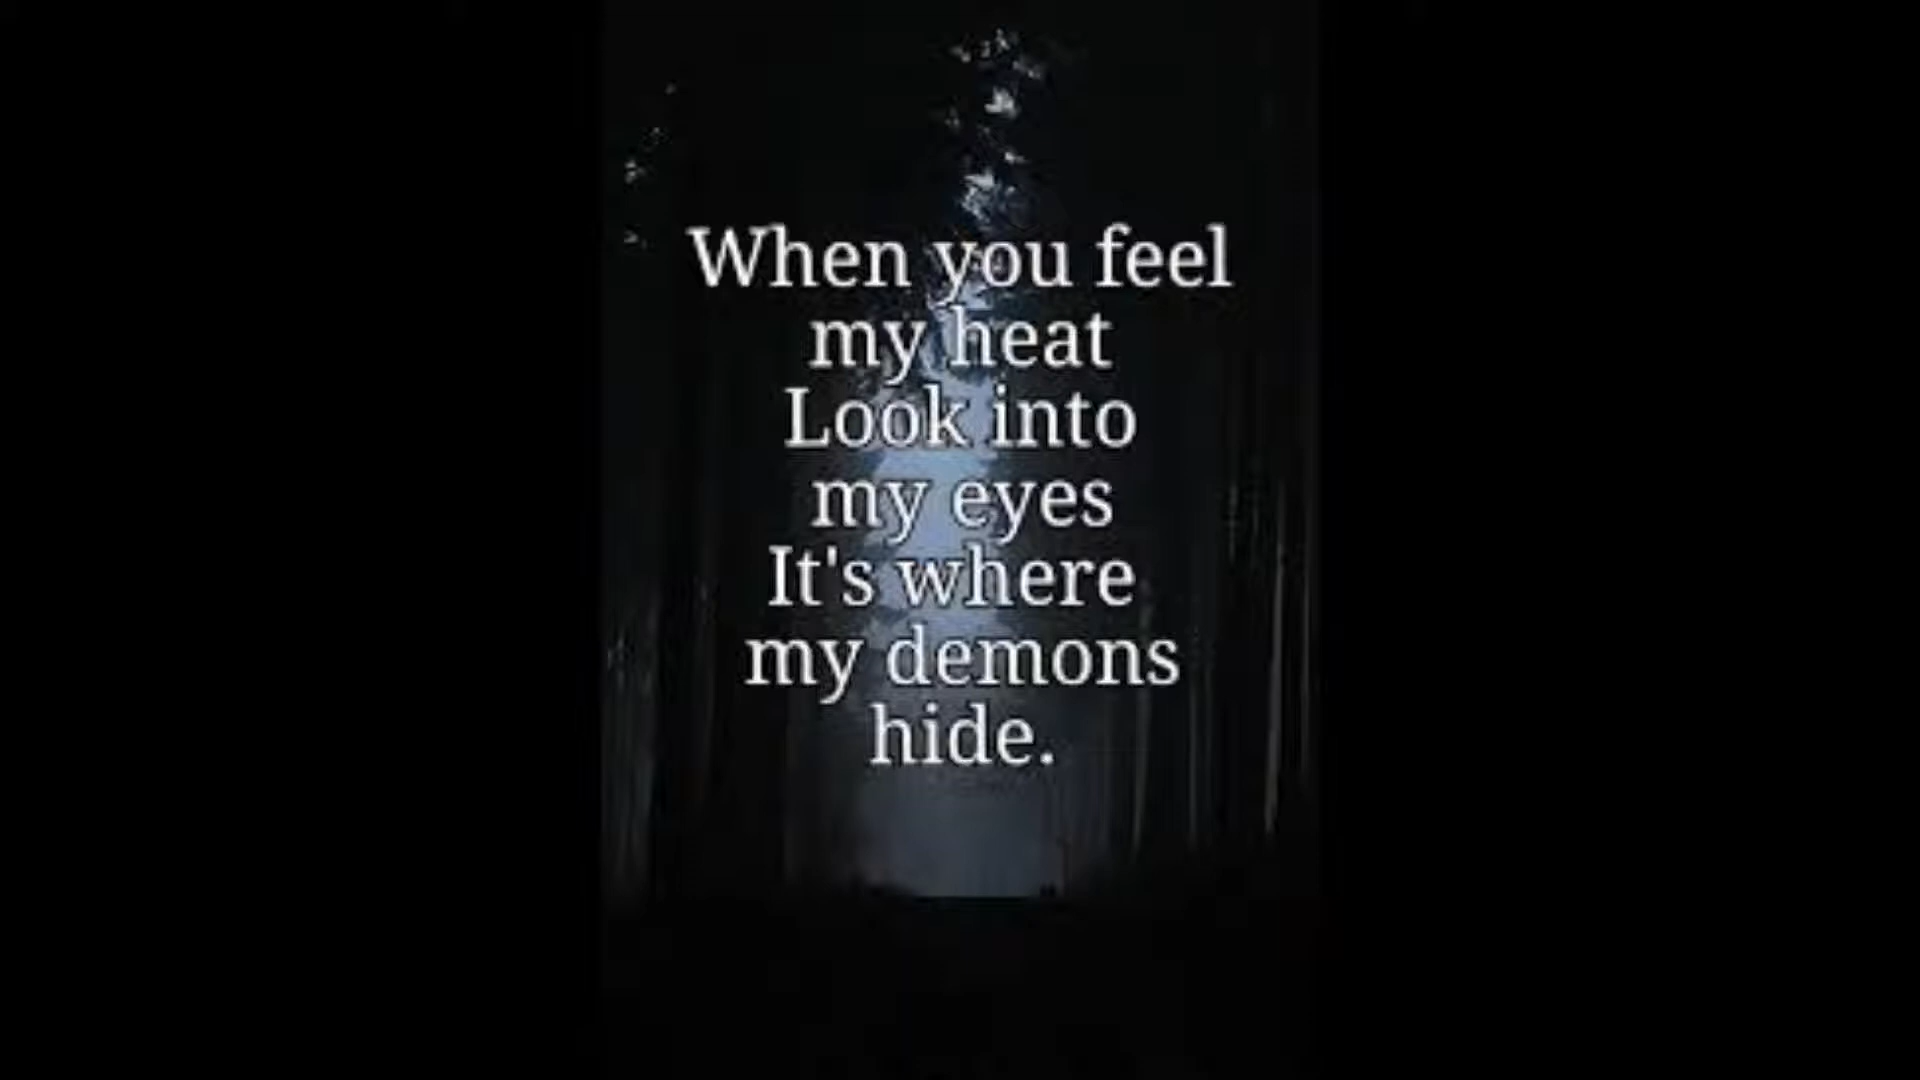 When you feel
my heat
Look into
my eyes
It's where
my demons
hide.